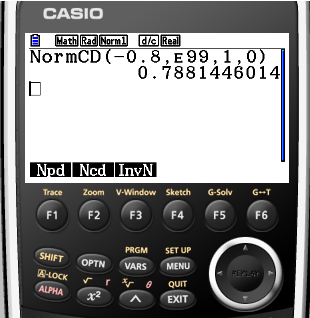 CASIO
Math Rad Norm1 d/c Real
NormCD(-0.8,ᴇ99,1,0)
0.7881446014
Npd Ncd InvN
Trace Zoom V-Window Sketch G-Solv G↔T
F1 F2 F3 F4 F5 F6
PRGM SET UP
SHIFT OPTN VARS MENU
A-LOCK √ r ∛ θ QUIT
ALPHA x² ^ EXIT
REPLAY